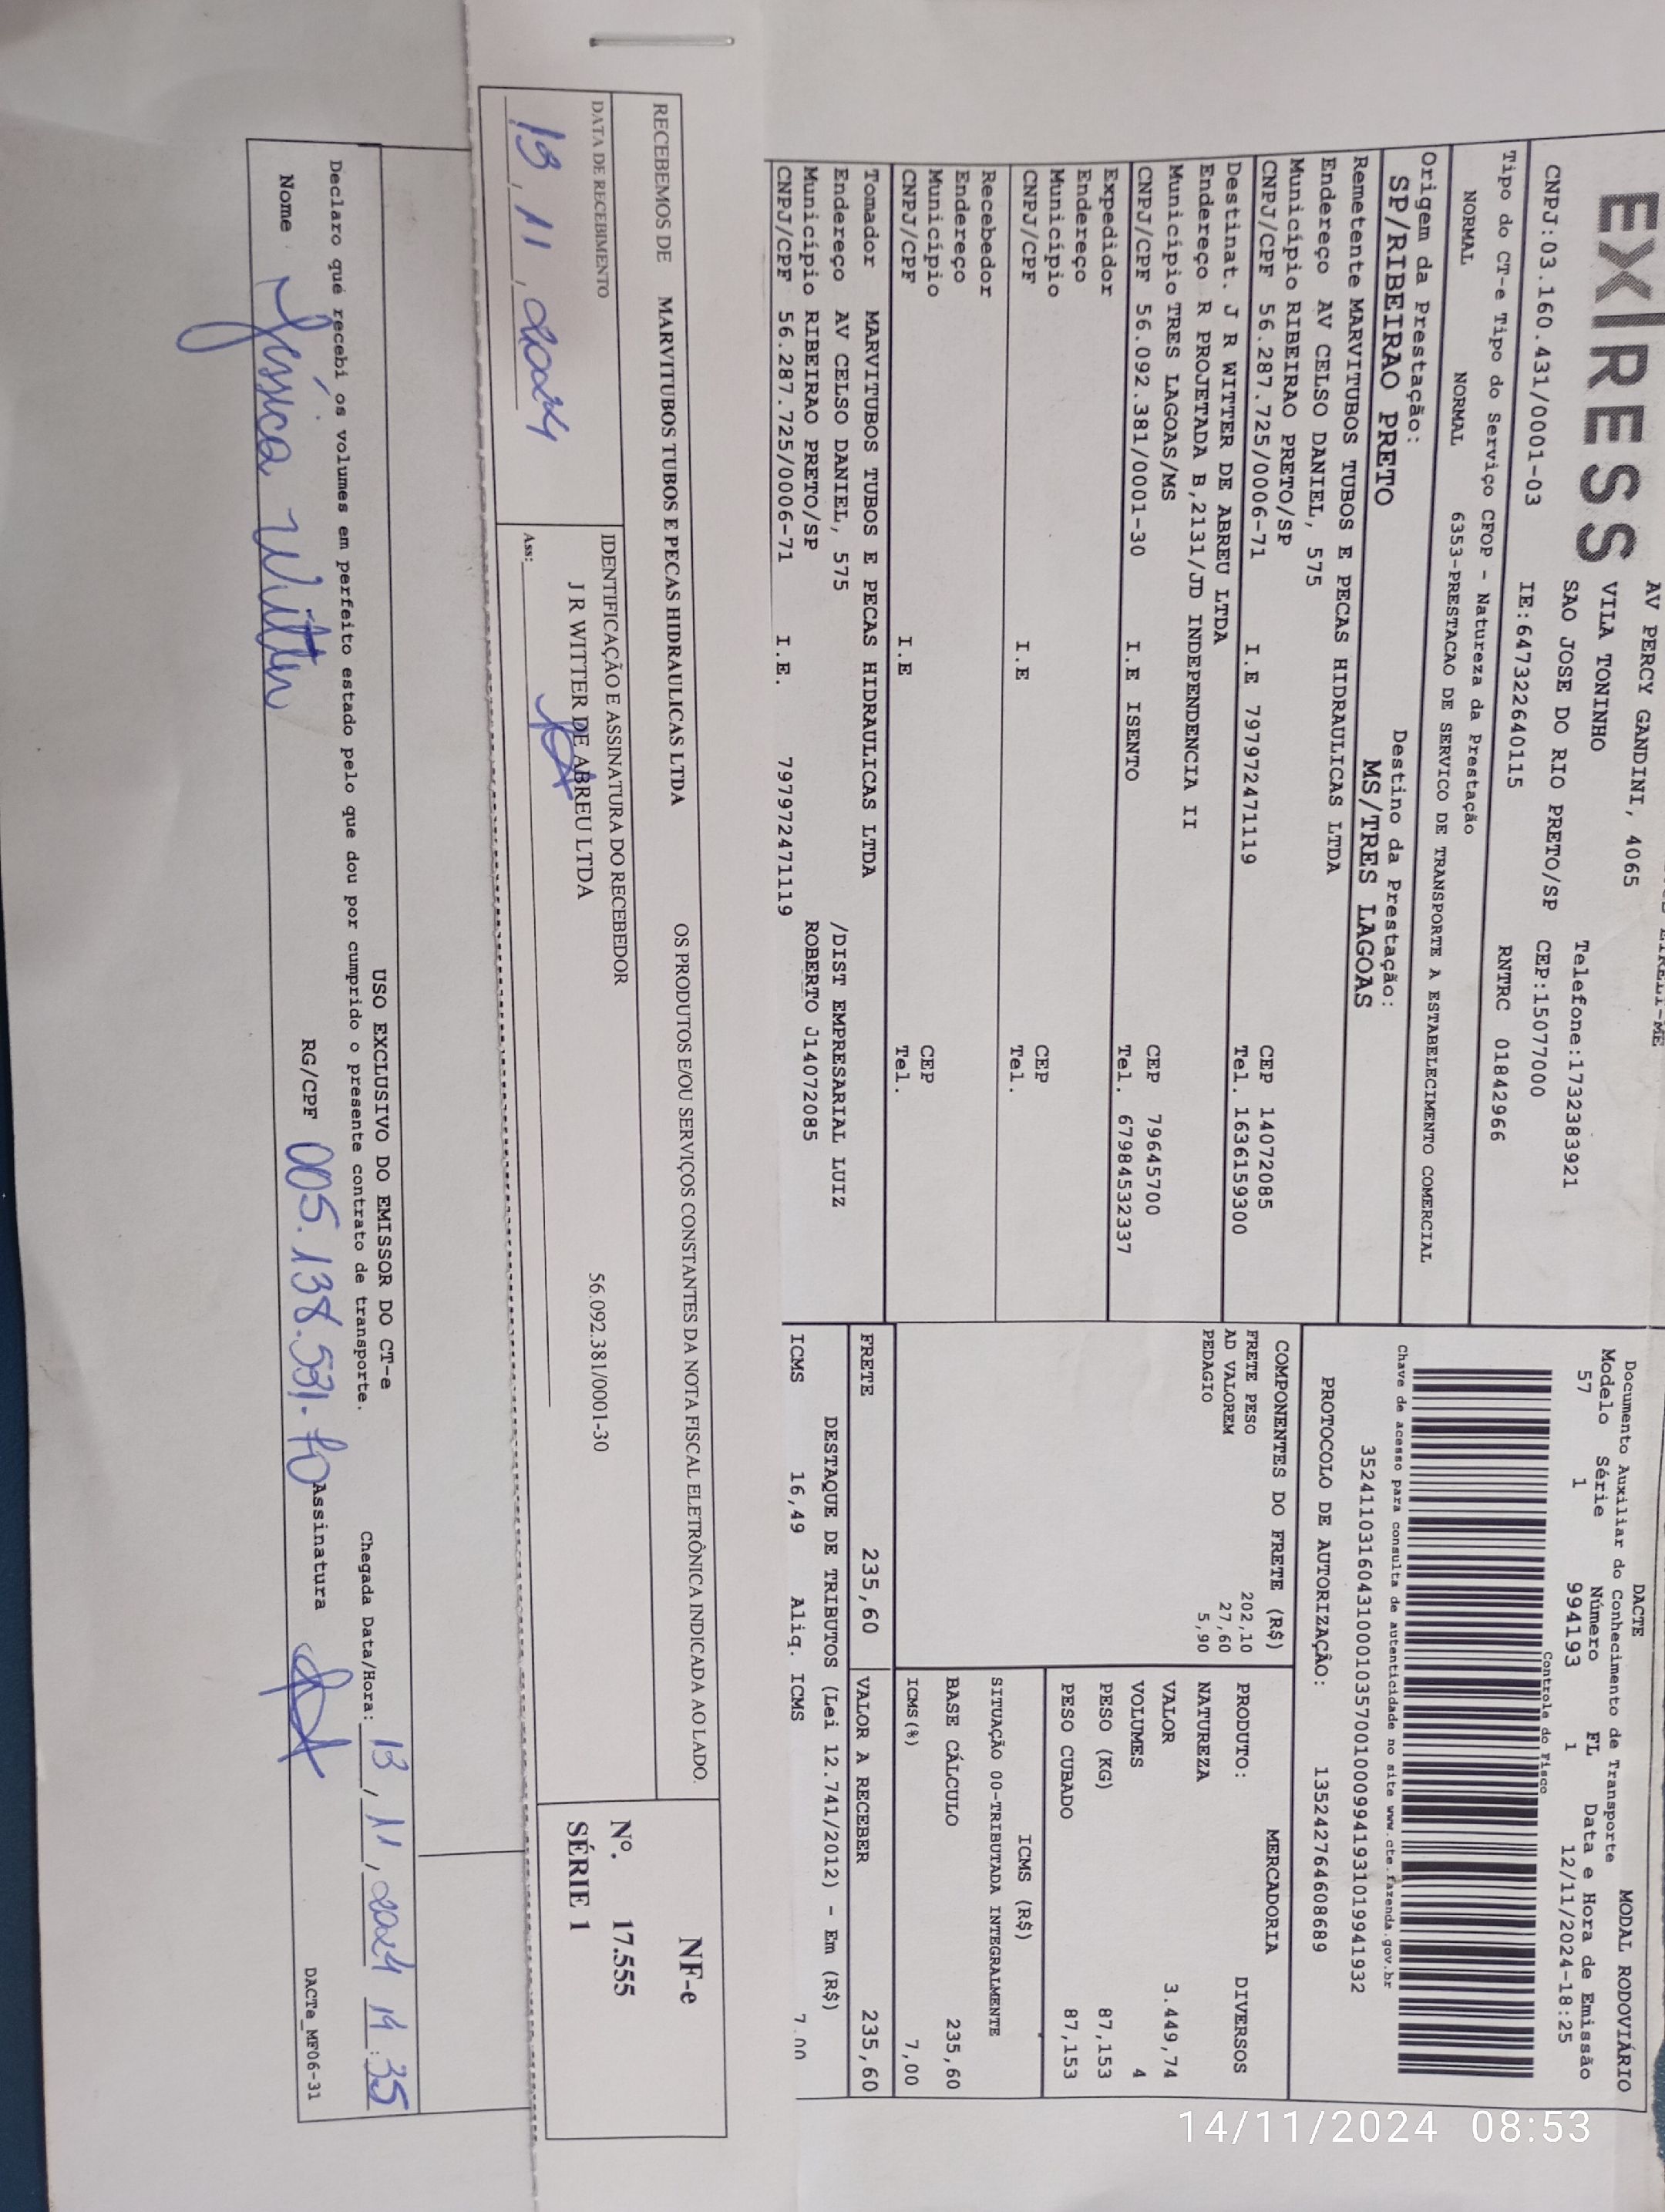 EXPRESS
AV PERCY GANDINI, 4065
VILA TONINHO
SAO JOSE DO RIO PRETO/SP
Telefone:1732383921
CEP:15077000
CNPJ:03.160.431/0001-03
IE:647322640115
RNTRC 01842966
Tipo do CT-e Tipo do Serviço CFOP - Natureza da Prestação
NORMAL NORMAL 6353-PRESTACAO DE SERVICO DE TRANSPORTE A ESTABELECIMENTO COMERCIAL
Origem da Prestação: Destino da Prestação:
SP/RIBEIRAO PRETO MS/TRES LAGOAS
Remetente MARVITUBOS TUBOS E PECAS HIDRAULICAS LTDA
Endereço AV CELSO DANIEL, 575
Município RIBEIRAO PRETO/SP CEP 14072085
CNPJ/CPF 56.287.725/0006-71 I.E 797972471119 Tel. 1636159300
Destinat. J R WITTER DE ABREU LTDA
Endereço R PROJETADA B,2131/JD INDEPENDENCIA II
Município TRES LAGOAS/MS CEP 79645700
CNPJ/CPF 56.092.381/0001-30 I.E ISENTO Tel. 67984532337
Expedidor
Endereço
Município CEP
CNPJ/CPF I.E Tel.
Recebedor
Endereço
Município CEP
CNPJ/CPF I.E Tel.
Tomador MARVITUBOS TUBOS E PECAS HIDRAULICAS LTDA
Endereço AV CELSO DANIEL, 575 /DIST EMPRESARIAL LUIZ
Município RIBEIRAO PRETO/SP ROBERTO J14072085
CNPJ/CPF 56.287.725/0006-71 I.E. 797972471119
DACTE MODAL RODOVIÁRIO
Documento Auxiliar do Conhecimento de Transporte
Modelo Série Número FL Data e Hora de Emissão
57 1 994193 1 12/11/2024-18:25
Controle do Fisco
Chave de acesso para consulta de autenticidade no site www.cte.fazenda.gov.br
35241103160431000103570010009941931019941932
PROTOCOLO DE AUTORIZAÇÃO: 135242764608689
COMPONENTES DO FRETE (R$)
FRETE PESO 202,10
AD VALOREM 27,60
PEDAGIO 5,90
MERCADORIA
PRODUTO: DIVERSOS
NATUREZA
VALOR 3.449,74
VOLUMES 4
PESO (KG) 87,153
PESO CUBADO 87,153
ICMS (R$)
SITUAÇÃO 00-TRIBUTADA INTEGRALMENTE
BASE CÁLCULO 235,60
ICMS(%) 7,00
FRETE 235,60 VALOR A RECEBER 235,60
DESTAQUE DE TRIBUTOS (Lei 12.741/2012) - Em (R$)
ICMS 16,49 Aliq. ICMS 7.00
RECEBEMOS DE MARVITUBOS TUBOS E PECAS HIDRAULICAS LTDA OS PRODUTOS E/OU SERVIÇOS CONSTANTES DA NOTA FISCAL ELETRÔNICA INDICADA AO LADO.
DATA DE RECEBIMENTO
13, 11, 2024
IDENTIFICAÇÃO E ASSINATURA DO RECEBEDOR
J R WITTER DE ABREU LTDA 56.092.381/0001-30
Ass:
NF-e
Nº. 17.555
SÉRIE 1
USO EXCLUSIVO DO EMISSOR DO CT-e
Declaro que recebi os volumes em perfeito estado pelo que dou por cumprido o presente contrato de transporte.
Chegada Data/Hora: 13, 11, 2024 14:35
Nome Jéssica Witter RG/CPF 005.138.531-70 Assinatura
DACTe_MF06-31
14/11/2024 08:53